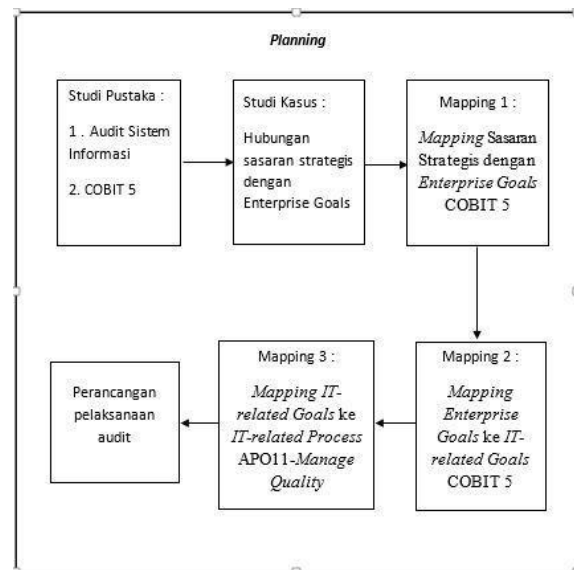 Planning
Studi Pustaka :
1 . Audit Sistem
Informasi
2. COBIT 5
Studi Kasus :
Hubungan
sasaran strategis
dengan
Enterprise Goals
Mapping 1 :
Mapping Sasaran
Strategis dengan
Enterprise Goals
COBIT 5
Mapping 2 :
Mapping
Enterprise
Goals ke IT-
related Goals
COBIT 5
Mapping 3 :
Mapping IT-
related Goals ke
IT-related Process
APO11-Manage
Quality
Perancangan
pelaksanaan
audit